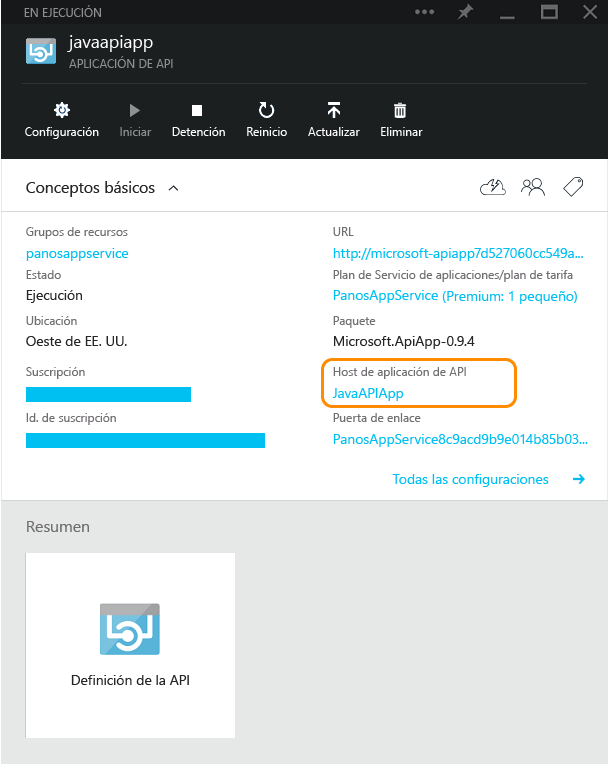 EN EJECUCIÓN
javaapiapp
APLICACIÓN DE API
Configuración
Iniciar
Detención
Reinicio
Actualizar
Eliminar
Conceptos básicos
Grupos de recursos
panosappservice
Estado
Ejecución
Ubicación
Oeste de EE. UU.
Suscripción
Id. de suscripción
URL
http://microsoft-apiapp7d527060cc549a...
Plan de Servicio de aplicaciones/plan de tarifa
PanosAppService (Premium: 1 pequeño)
Paquete
Microsoft.ApiApp-0.9.4
Host de aplicación de API
JavaAPIApp
Puerta de enlace
PanosAppService8c9acd9b9e014b85b03...
Todas las configuraciones
Resumen
Definición de la API